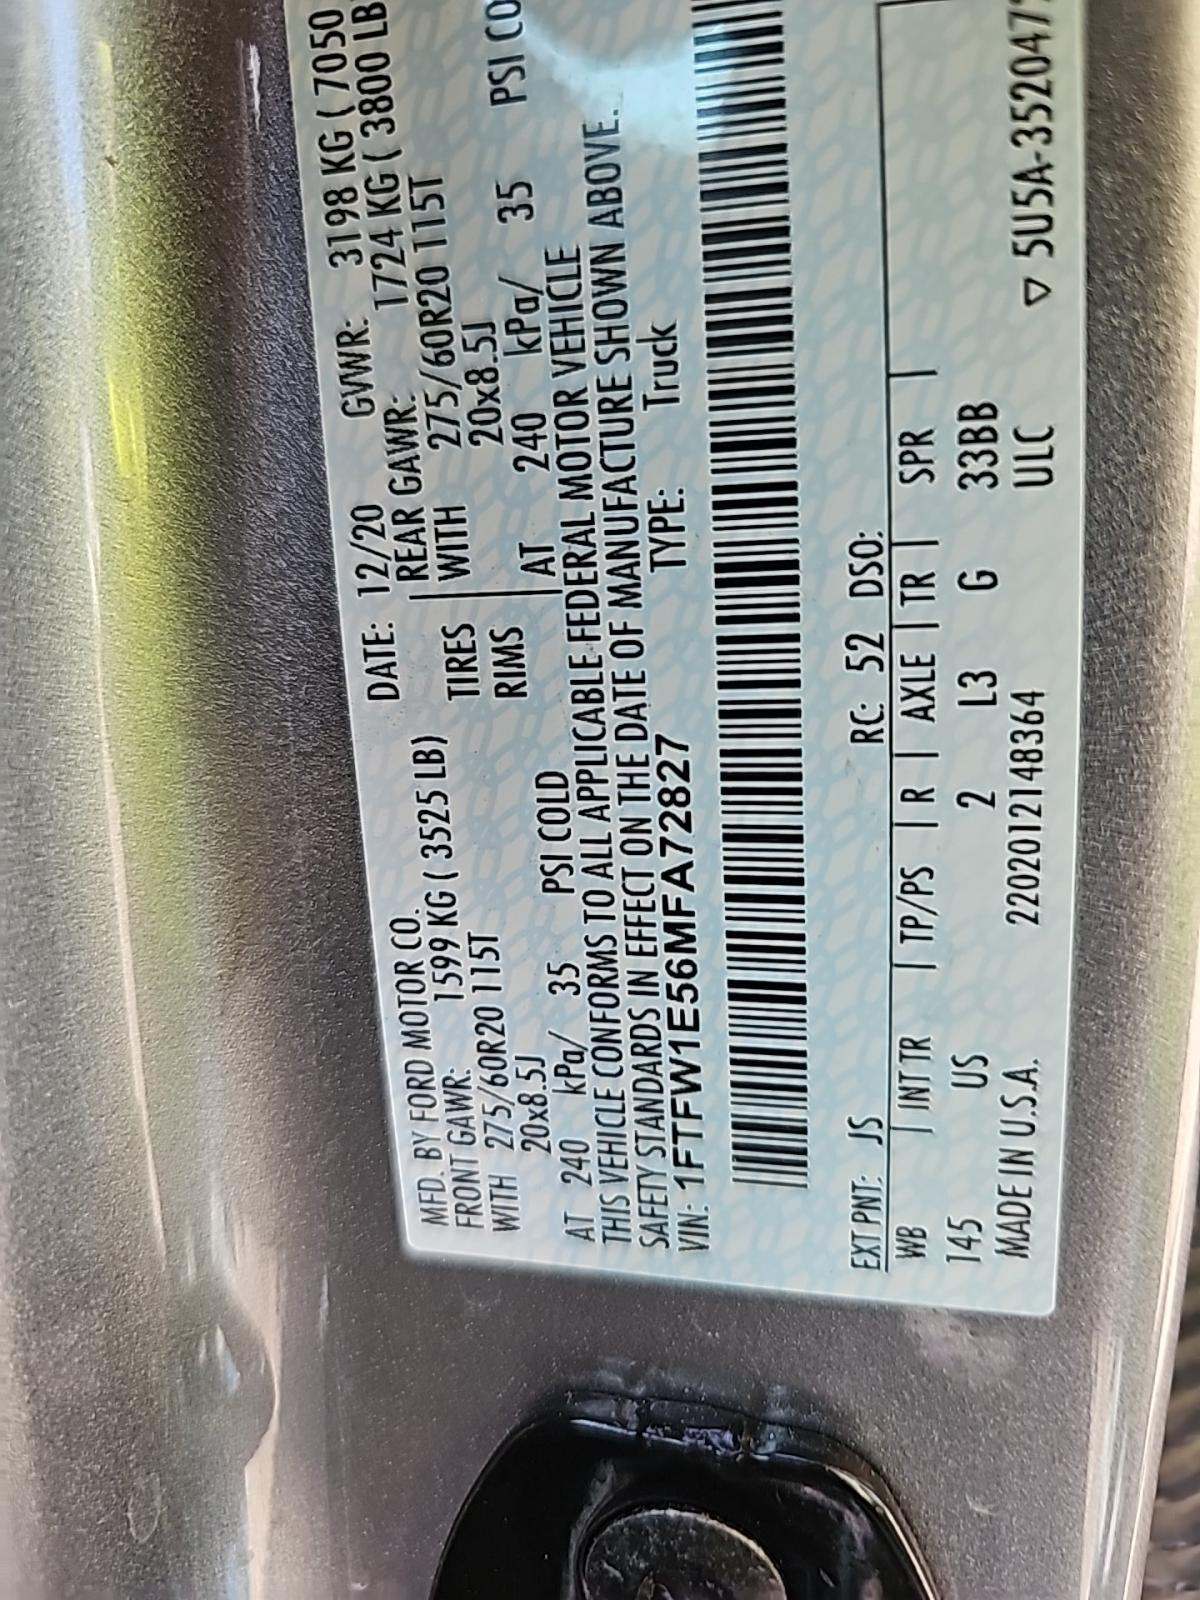 MFD. BY FORD MOTOR CO. DATE: 12/20 GVWR: 3198 KG ( 7050
FRONT GAWR: 1599 KG ( 3525 LB) REAR GAWR: 1724 KG ( 3800 LB
WITH 275/60R20 115T TIRES WITH 275/60R20 115T
20x8.5J RIMS 20x8.5J
AT 240 kPa/ 35 PSI COLD AT 240 kPa/ 35 PSI CO
THIS VEHICLE CONFORMS TO ALL APPLICABLE FEDERAL MOTOR VEHICLE
SAFETY STANDARDS IN EFFECT ON THE DATE OF MANUFACTURE SHOWN ABOVE.
VIN: 1FTFW1E56MFA72827 TYPE: Truck
EXT PNT: JS RC: 52 DSO:
WB | INT TR | TP/PS | R | AXLE | TR | SPR |
145 US 2 L3 G 33BB
MADE IN U.S.A. 2202012148364 ULC ▽ 5U5A-3520472